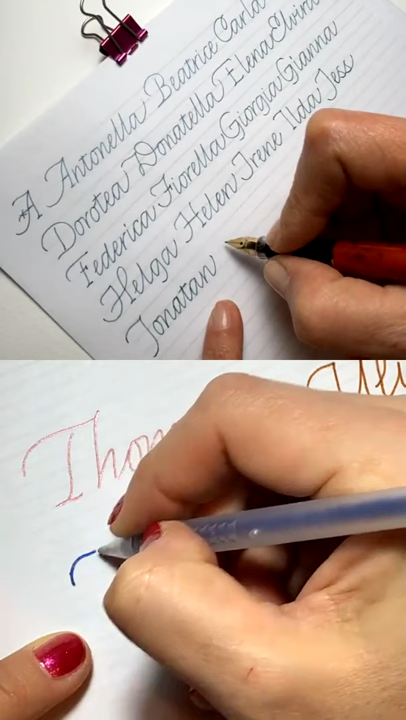 A Antonella Beatrice Carla
Dorotea Donatella Elena Elvira
Federica Fiorella Giorgia Gianna
Helga Helen Irene Ilda Jess
Jonatan